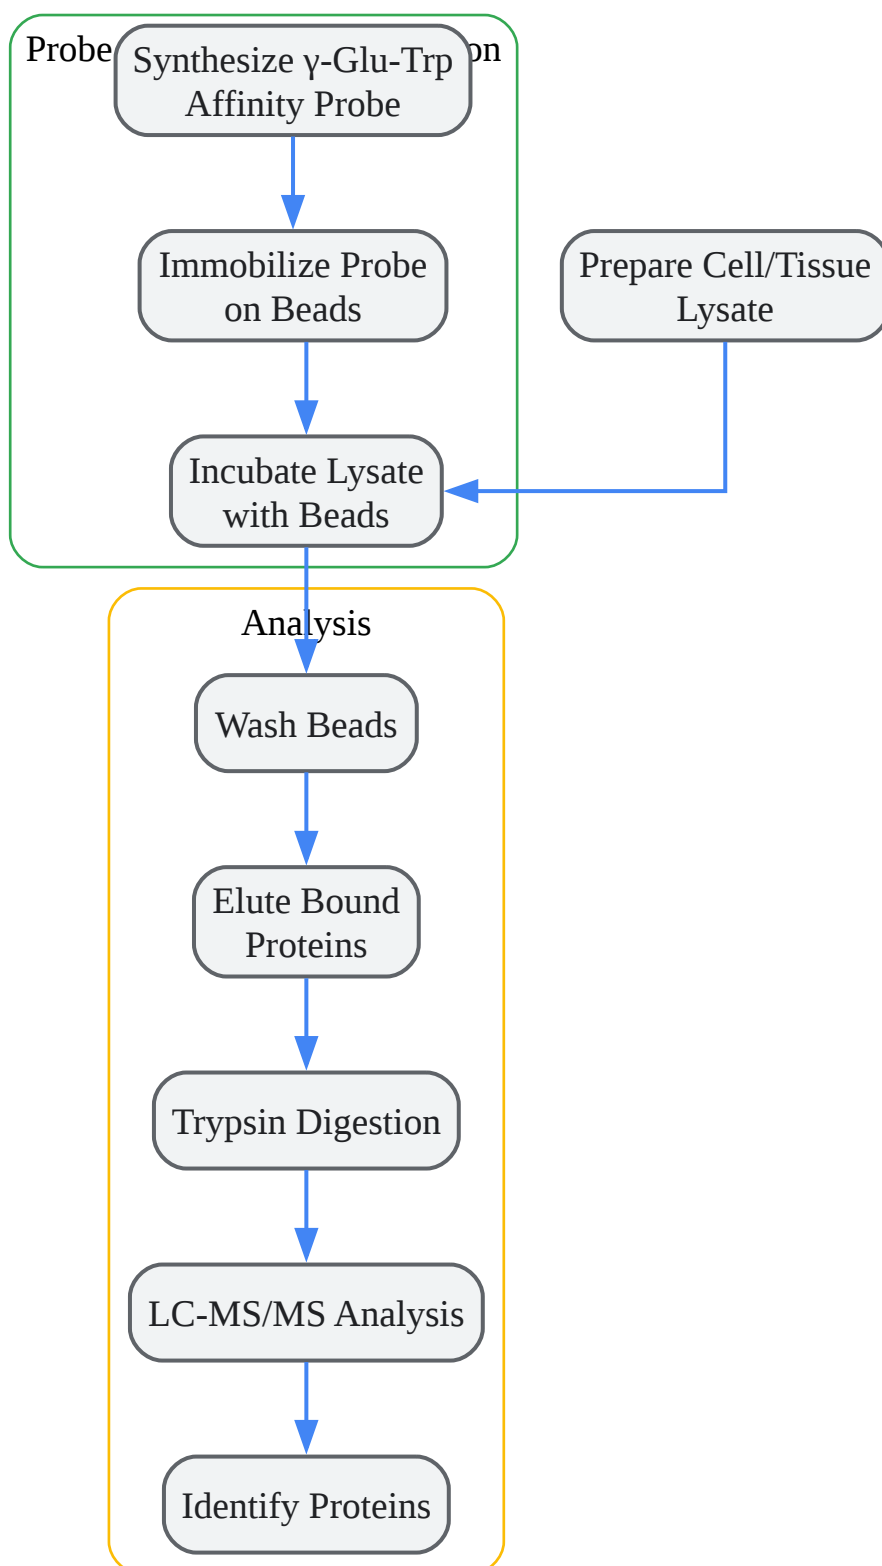 Probe
on
Synthesize γ-Glu-Trp
Affinity Probe
Immobilize Probe
on Beads
Prepare Cell/Tissue
Lysate
Incubate Lysate
with Beads
Analysis
Wash Beads
Elute Bound
Proteins
Trypsin Digestion
LC-MS/MS Analysis
Identify Proteins